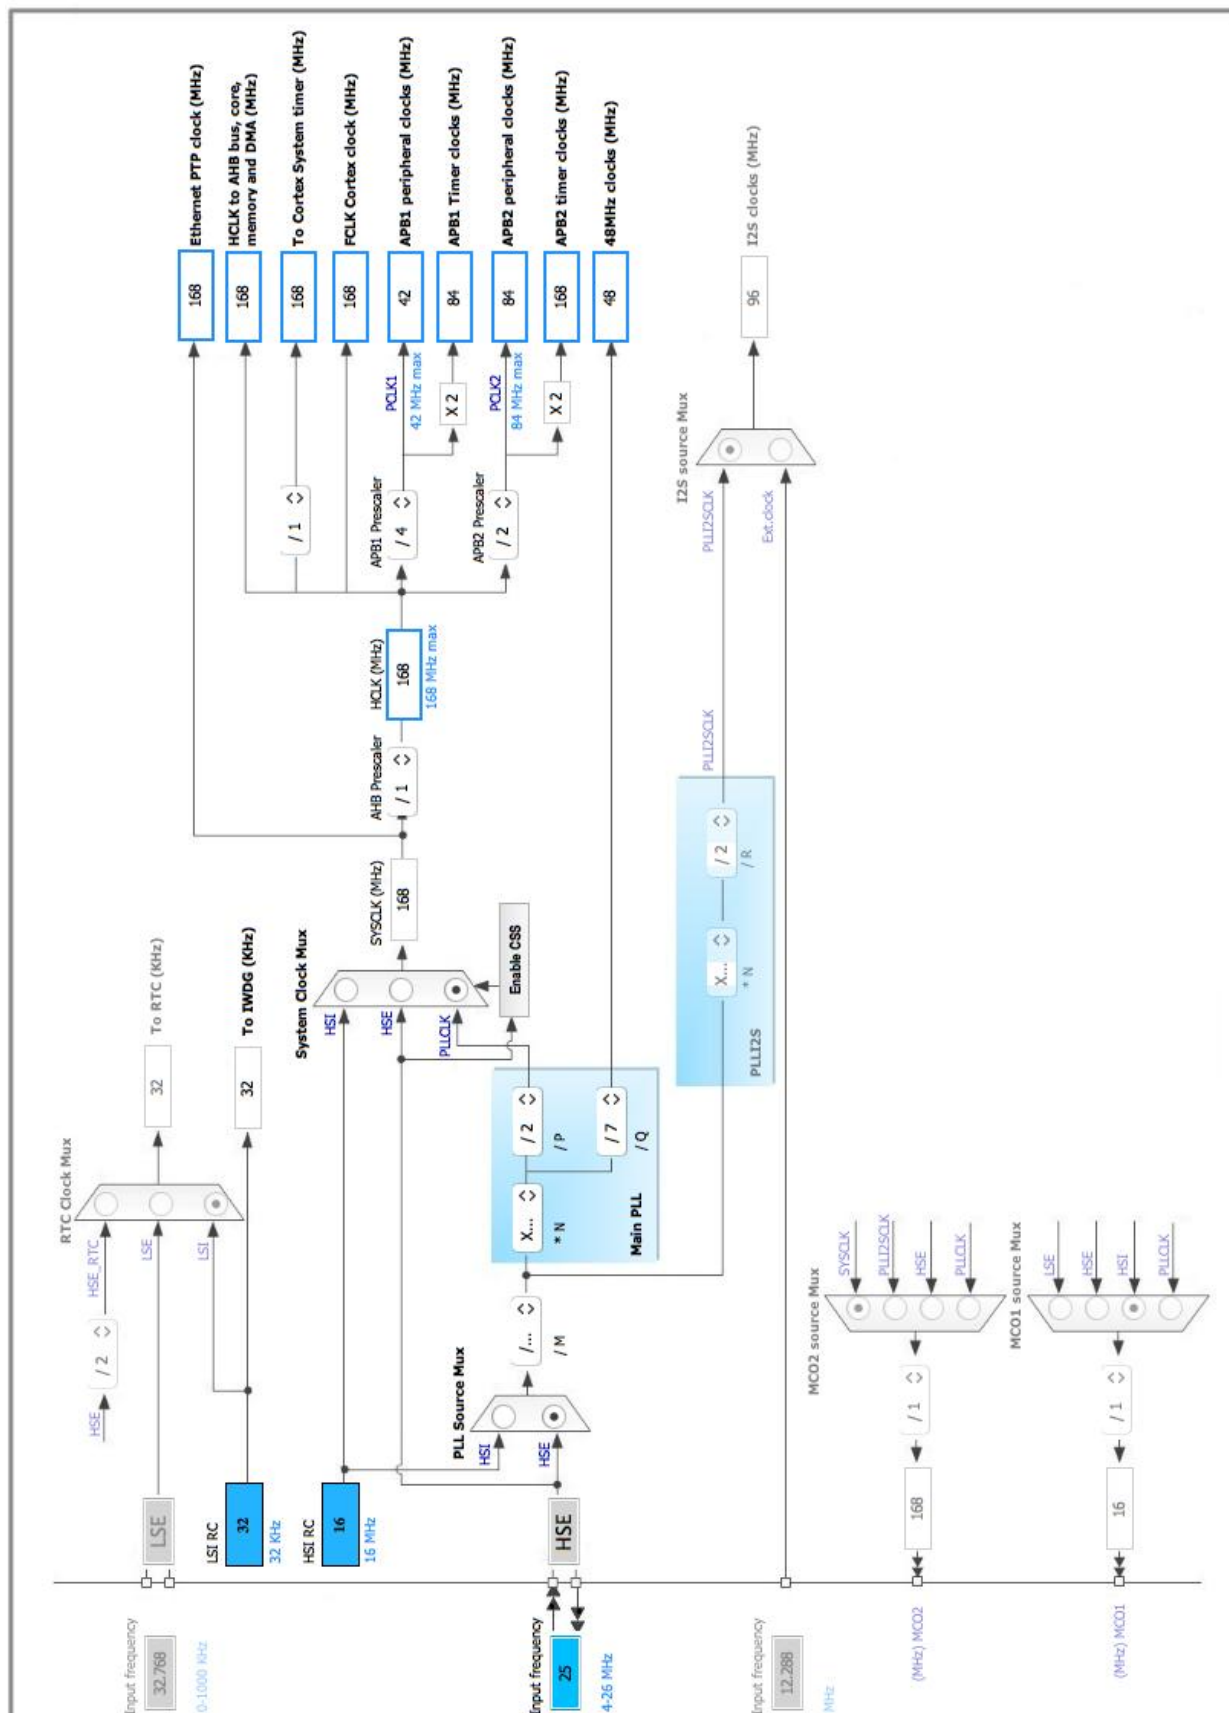 Input frequency
32.768
0-1000 KHz
LSE
HSE
/ 2
HSE_RTC
LSE
LSI
RTC Clock Mux
32
To RTC (KHz)
LSI RC
32
32 KHz
32
To IWDG (KHz)
HSI RC
16
16 MHz
Input frequency
25
4-26 MHz
HSE
PLL Source Mux
HSI
HSE
/...
/ M
Main PLL
X...
* N
/ 2
/ P
/ 7
/ Q
System Clock Mux
HSI
HSE
PLLCLK
Enable CSS
SYSCLK (MHz)
168
AHB Prescaler
/ 1
HCLK (MHz)
168
168 MHz max
/ 1
APB1 Prescaler
/ 4
PCLK1
42 MHz max
X 2
APB2 Prescaler
/ 2
PCLK2
84 MHz max
X 2
168
Ethernet PTP clock (MHz)
168
HCLK to AHB bus, core,
memory and DMA (MHz)
168
To Cortex System timer (MHz)
168
FCLK Cortex clock (MHz)
42
APB1 peripheral clocks (MHz)
84
APB1 Timer clocks (MHz)
84
APB2 peripheral clocks (MHz)
168
APB2 timer clocks (MHz)
48
48MHz clocks (MHz)
PLLI2S
X...
* N
/ 2
/ R
PLLI2SCLK
PLLI2SCLK
Ext.clock
I2S source Mux
96
I2S clocks (MHz)
Input frequency
12.288
MHz
MCO2 source Mux
SYSCLK
PLLI2SCLK
HSE
PLLCLK
/ 1
168
(MHz) MCO2
MCO1 source Mux
LSE
HSE
HSI
PLLCLK
/ 1
16
(MHz) MCO1